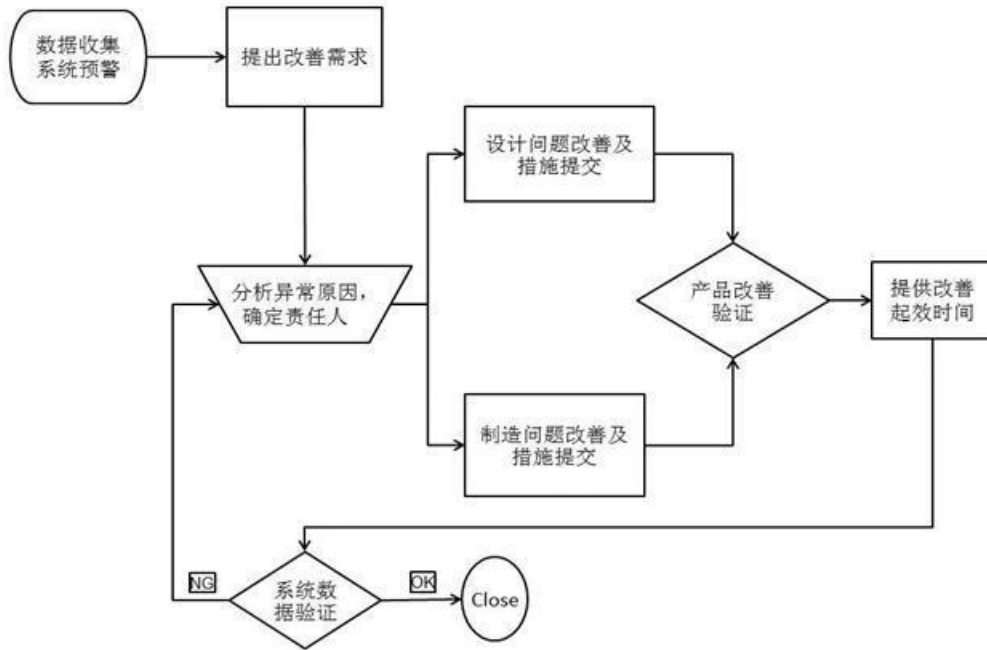 数据收集
系统预警
提出改善需求
设计问题改善及
措施提交
分析异常原因，
确定责任人
产品改善
验证
提供改善
起效时间
制造问题改善及
措施提交
NG
系统数
据验证
OK
Close